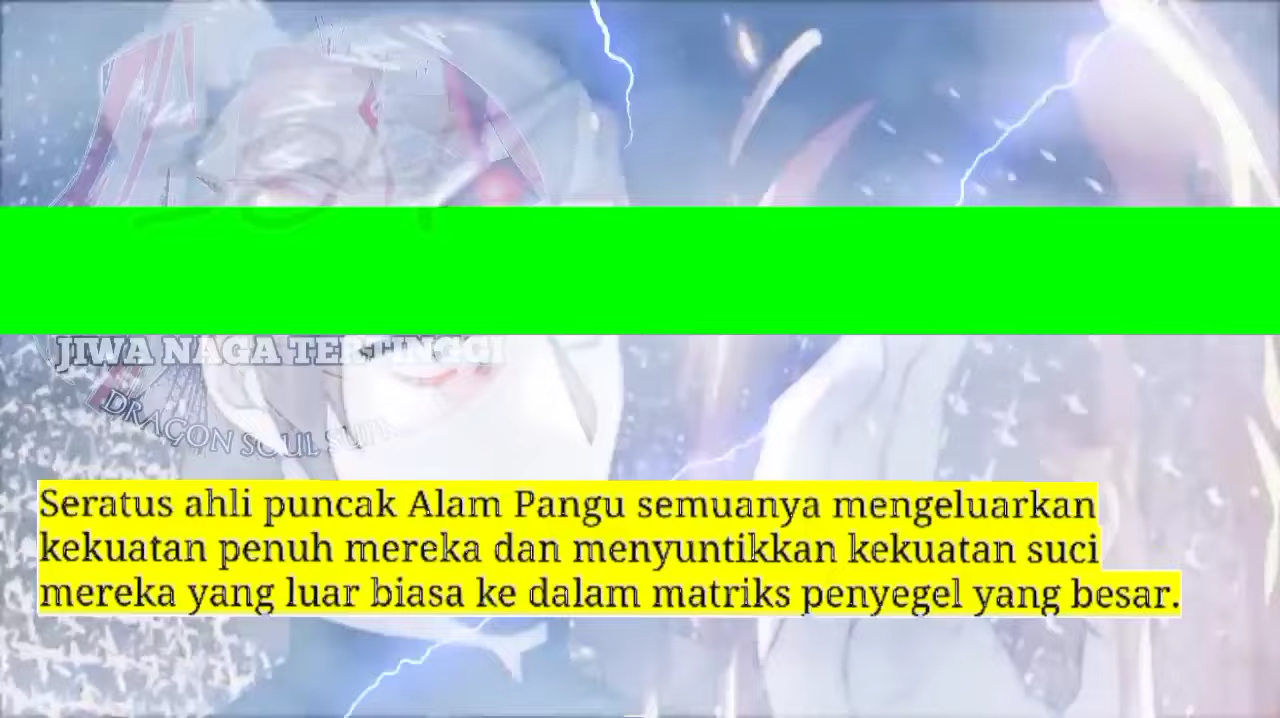 JIWA NAGA TERTINGGI
DRAGON SOUL
Seratus ahli puncak Alam Pangu semuanya mengeluarkan
kekuatan penuh mereka dan menyuntikkan kekuatan suci
mereka yang luar biasa ke dalam matriks penyegel yang besar.